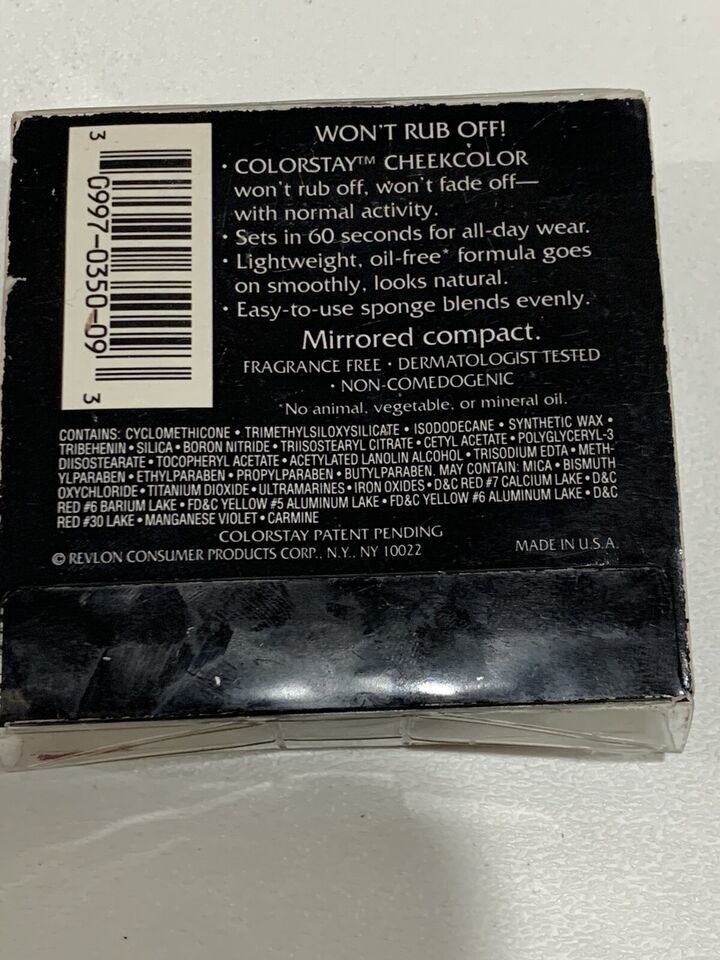 3 0997-0350-09 3
WON'T RUB OFF!
• COLORSTAY™ CHEEKCOLOR
won't rub off, won't fade off—
with normal activity.
• Sets in 60 seconds for all-day wear.
• Lightweight, oil-free* formula goes
on smoothly, looks natural.
• Easy-to-use sponge blends evenly.
Mirrored compact.
FRAGRANCE FREE • DERMATOLOGIST TESTED
• NON-COMEDOGENIC
*No animal, vegetable, or mineral oil.
CONTAINS: CYCLOMETHICONE • TRIMETHYLSILOXYSILICATE • ISODODECANE • SYNTHETIC WAX •
TRIBEHENIN • SILICA • BORON NITRIDE • TRIISOSTEARYL CITRATE • CETYL ACETATE • POLYGLYCERYL-3
DIISOSTEARATE • TOCOPHERYL ACETATE • ACETYLATED LANOLIN ALCOHOL • TRISODIUM EDTA • METH-
YLPARABEN • ETHYLPARABEN • PROPYLPARABEN • BUTYLPARABEN. MAY CONTAIN: MICA • BISMUTH
OXYCHLORIDE • TITANIUM DIOXIDE • ULTRAMARINES • IRON OXIDES • D&C RED #7 CALCIUM LAKE • D&C
RED #6 BARIUM LAKE • FD&C YELLOW #5 ALUMINUM LAKE • FD&C YELLOW #6 ALUMINUM LAKE • D&C
RED #30 LAKE • MANGANESE VIOLET • CARMINE
COLORSTAY PATENT PENDING
© REVLON CONSUMER PRODUCTS CORP., N.Y., NY 10022
MADE IN U.S.A.